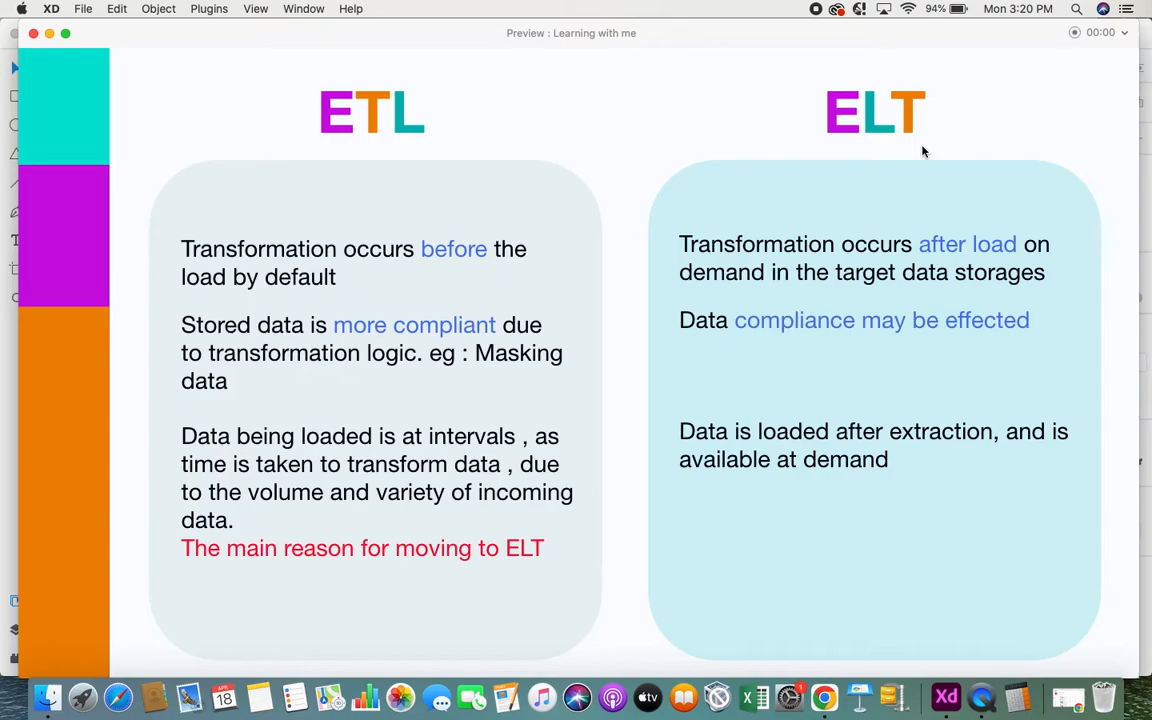 XD File Edit Object Plugins View Window Help 94% Mon 3:20 PM
Preview : Learning with me 00:00
ETL
Transformation occurs before the
load by default
Stored data is more compliant due
to transformation logic. eg : Masking
data
Data being loaded is at intervals , as
time is taken to transform data , due
to the volume and variety of incoming
data.
The main reason for moving to ELT
ELT
Transformation occurs after load on
demand in the target data storages
Data compliance may be effected
Data is loaded after extraction, and is
available at demand
APR
18
tv
1
Xd